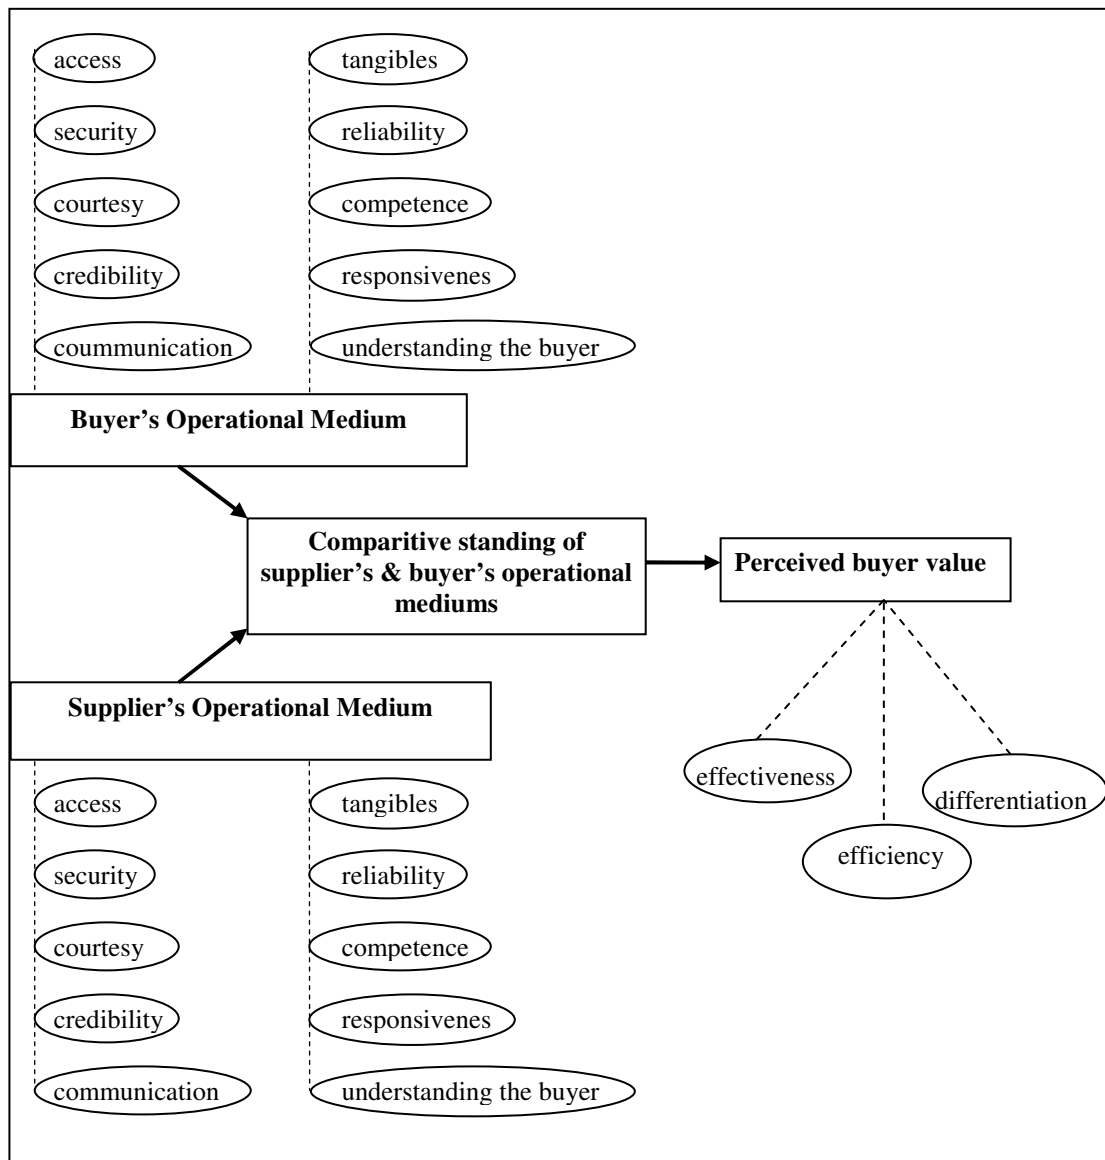 access
tangibles
security
reliability
courtesy
competence
credibility
responsivenes
coummunication
understanding the buyer
Buyer’s Operational Medium
Comparitive standing of
supplier’s & buyer’s operational
mediums
Perceived buyer value
Supplier’s Operational Medium
effectiveness
differentiation
efficiency
access
tangibles
security
reliability
courtesy
competence
credibility
responsivenes
communication
understanding the buyer